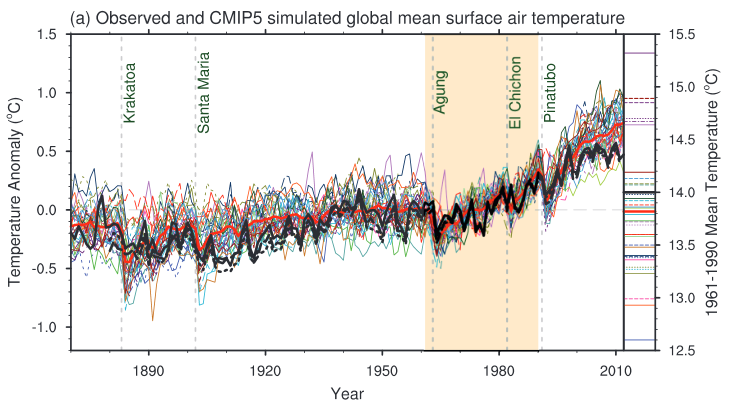 (a) Observed and CMIP5 simulated global mean surface air temperature
Temperature Anomaly (°C)
1.5
1.0
0.5
0.0
-0.5
-1.0
Krakatoa
Santa Maria
Agung
El Chichon
Pinatubo
15.5
15.0
14.5
14.0
13.5
13.0
12.5
1961-1990 Mean Temperature (°C)
1890 1920 1950 1980 2010
Year